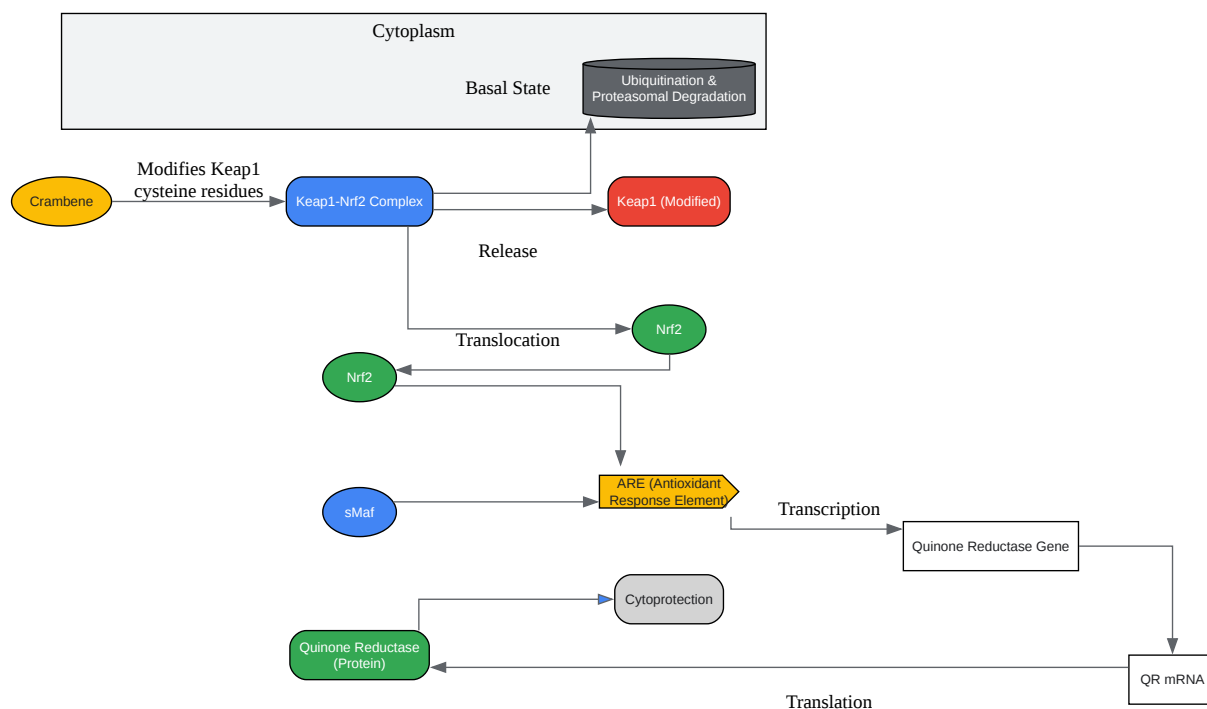 Cytoplasm
Basal State
Ubiquitination &
Proteasomal Degradation
Modifies Keap1
cysteine residues
Crambene
Keap1-Nrf2 Complex
Keap1 (Modified)
Release
Nrf2
Translocation
Nrf2
ARE (Antioxidant
Response Element)
sMaf
Transcription
Quinone Reductase Gene
Cytoprotection
Quinone Reductase
(Protein)
QR mRNA
Translation